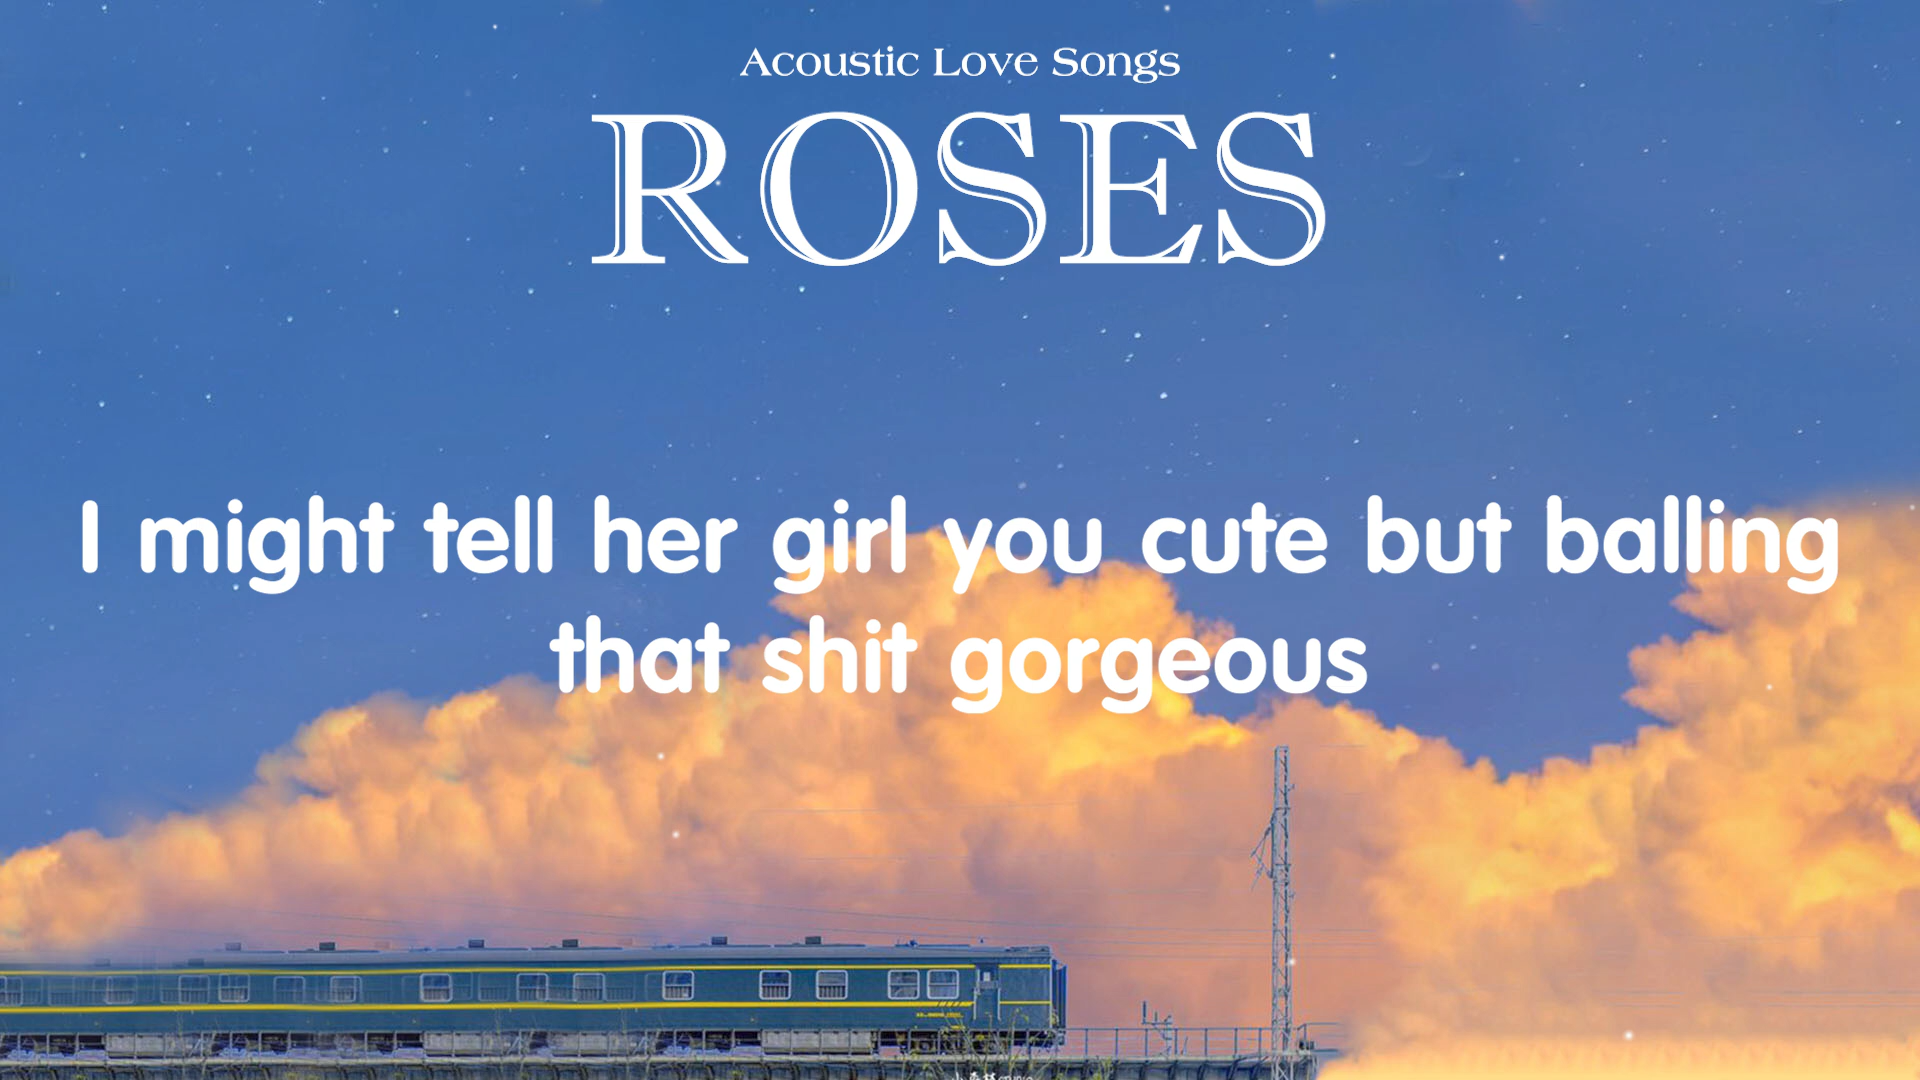 Acoustic Love Songs
ROSES
I might tell her girl you cute but balling
that shit gorgeous